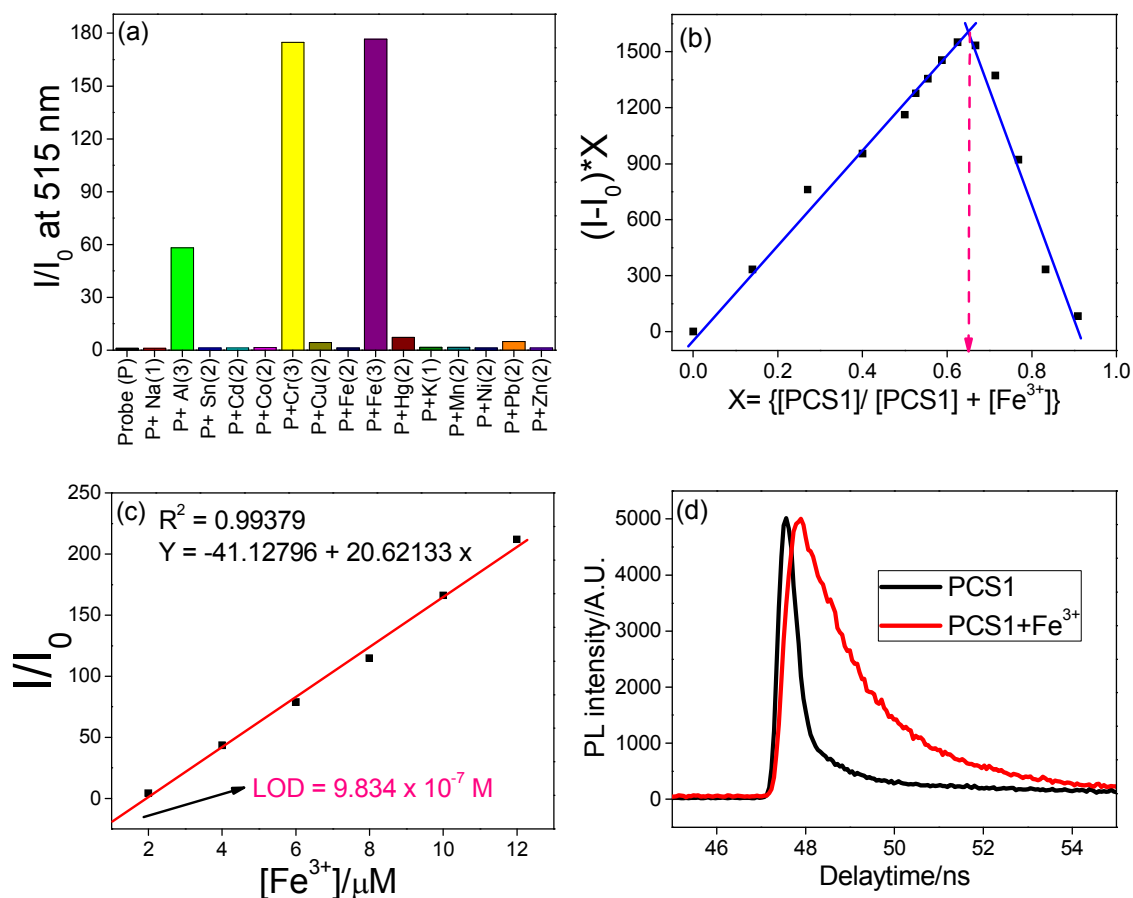 (a)
I/I₀ at 515 nm
180
150
120
90
60
30
0
Probe (P)
P+ Na(1)
P+ Al(3)
P+ Sn(2)
P+Cd(2)
P+Co(2)
P+Cr(3)
P+Cu(2)
P+Fe(2)
P+Fe(3)
P+Hg(2)
P+K(1)
P+Mn(2)
P+Ni(2)
P+Pb(2)
P+Zn(2)
(b)
(I-I₀)*X
1500
1200
900
600
300
0
0.0 0.2 0.4 0.6 0.8 1.0
X= {[PCS1]/ [PCS1] + [Fe³⁺]}
(c)
R² = 0.99379
Y = -41.12796 + 20.62133 x
I/I₀
250
200
150
100
50
0
LOD = 9.834 x 10⁻⁷ M
2 4 6 8 10 12
[Fe³⁺]/μM
(d)
PL intensity/A.U.
5000
4000
3000
2000
1000
0
PCS1
PCS1+Fe³⁺
46 48 50 52 54
Delaytime/ns